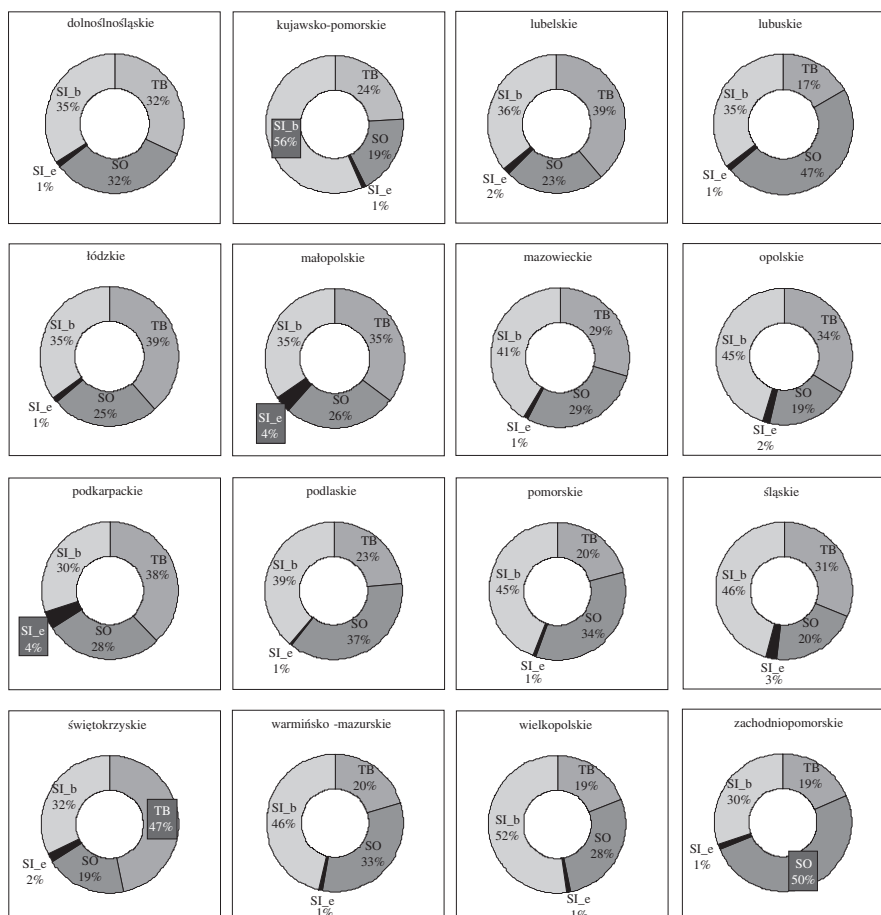 dolnoślnośląskie
TB
32%
SO
32%
SI_e
1%
SI_b
35%
kujawsko-pomorskie
TB
24%
SO
19%
SI_e
1%
SI_b
56%
lubelskie
TB
39%
SO
23%
SI_e
2%
SI_b
36%
lubuskie
TB
17%
SO
47%
SI_e
1%
SI_b
35%
łódzkie
TB
39%
SO
25%
SI_e
1%
SI_b
35%
małopolskie
TB
35%
SO
26%
SI_e
4%
SI_b
35%
mazowieckie
TB
29%
SO
29%
SI_e
1%
SI_b
41%
opolskie
TB
34%
SO
19%
SI_e
2%
SI_b
45%
podkarpackie
TB
38%
SO
28%
SI_e
4%
SI_b
30%
podlaskie
TB
23%
SO
37%
SI_e
1%
SI_b
39%
pomorskie
TB
20%
SO
34%
SI_e
1%
SI_b
45%
śląskie
TB
31%
SO
20%
SI_e
3%
SI_b
46%
świętokrzyskie
TB
47%
SO
19%
SI_e
2%
SI_b
32%
warmińsko -mazurskie
TB
20%
SO
33%
SI_e
1%
SI_b
46%
wielkopolskie
TB
19%
SO
28%
SI_e
1%
SI_b
52%
zachodniopomorskie
TB
19%
SO
50%
SI_e
1%
SI_b
30%